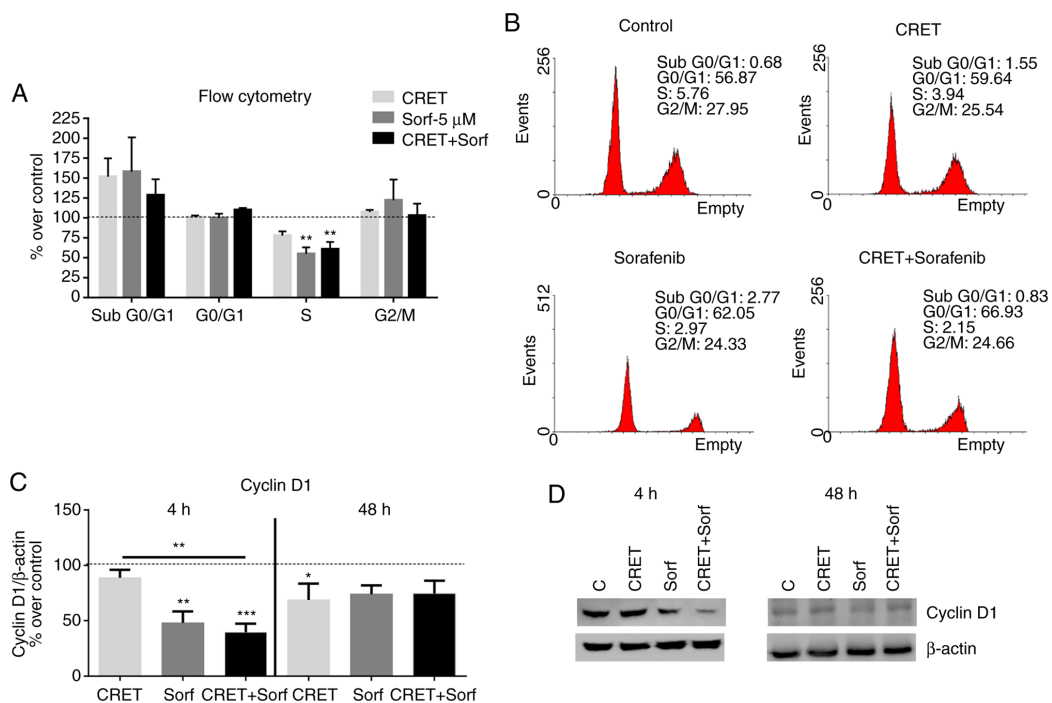 A
Flow cytometry
CRET
Sorf-5 μM
CRET+Sorf
% over control
225
200
175
150
125
100
75
50
25
0
**
**
Sub G0/G1
G0/G1
S
G2/M
B
Control
Events
256
0
0
Sub G0/G1: 0.68
G0/G1: 56.87
S: 5.76
G2/M: 27.95
Empty
CRET
Events
256
0
0
Sub G0/G1: 1.55
G0/G1: 59.64
S: 3.94
G2/M: 25.54
Empty
Sorafenib
Events
512
0
0
Sub G0/G1: 2.77
G0/G1: 62.05
S: 2.97
G2/M: 24.33
Empty
CRET+Sorafenib
Events
256
0
0
Sub G0/G1: 0.83
G0/G1: 66.93
S: 2.15
G2/M: 24.66
Empty
C
Cyclin D1
4 h
48 h
Cyclin D1/β-actin
% over control
150
100
50
0
**
**
***
*
CRET
Sorf
CRET+Sorf
CRET
Sorf
CRET+Sorf
D
4 h
48 h
C
CRET
Sorf
CRET+Sorf
C
CRET
Sorf
CRET+Sorf
Cyclin D1
β-actin